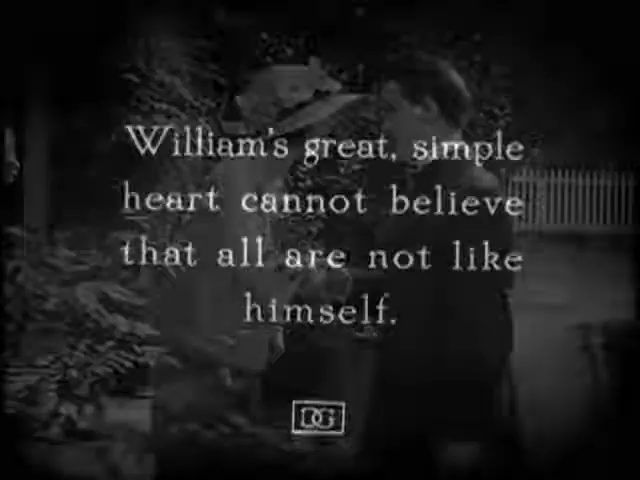 William's great, simple
heart cannot believe
that all are not like
himself.
DG